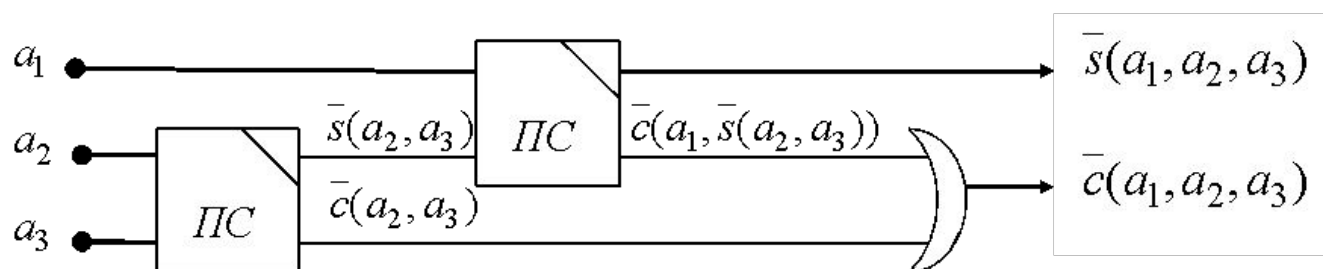 a₁
s̅(a₁, a₂, a₃)
a₂
s̅(a₂, a₃)
ПС
c̅(a₁, s̅(a₂, a₃))
c̅(a₁, a₂, a₃)
c̅(a₂, a₃)
a₃
ПС